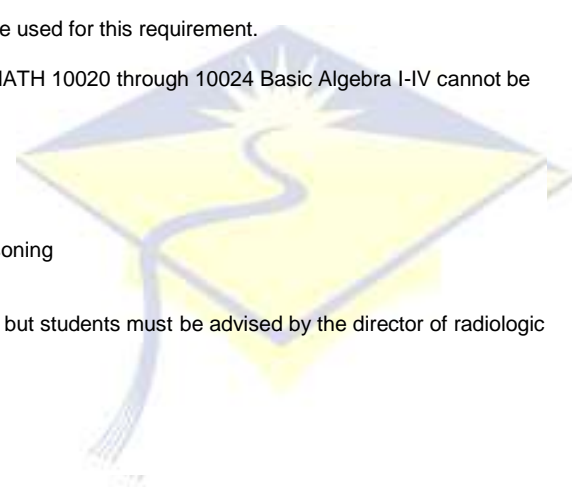 e used for this requirement.
MATH 10020 through 10024 Basic Algebra I-IV cannot be
oning
but students must be advised by the director of radiologic